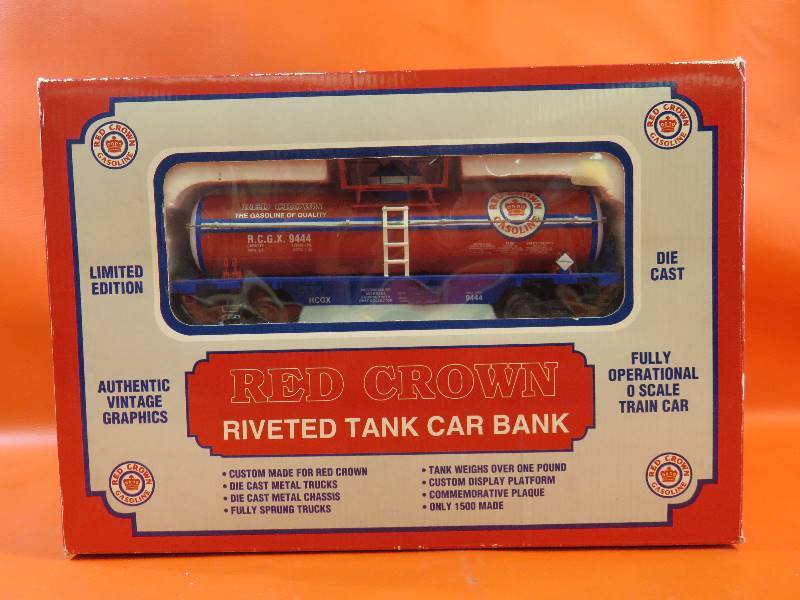 RED CROWN
GASOLINE
RED CROWN
GASOLINE
RED CROWN
THE GASOLINE OF QUALITY
R.C.G.X. 9444
RED CROWN
GASOLINE
9444
LIMITED
EDITION
DIE
CAST
AUTHENTIC
VINTAGE
GRAPHICS
FULLY
OPERATIONAL
O SCALE
TRAIN CAR
RED CROWN
RIVETED TANK CAR BANK
• CUSTOM MADE FOR RED CROWN
• DIE CAST METAL TRUCKS
• DIE CAST METAL CHASSIS
• FULLY SPRUNG TRUCKS
• TANK WEIGHS OVER ONE POUND
• CUSTOM DISPLAY PLATFORM
• COMMEMORATIVE PLAQUE
• ONLY 1500 MADE
RED CROWN
GASOLINE
RED CROWN
GASOLINE